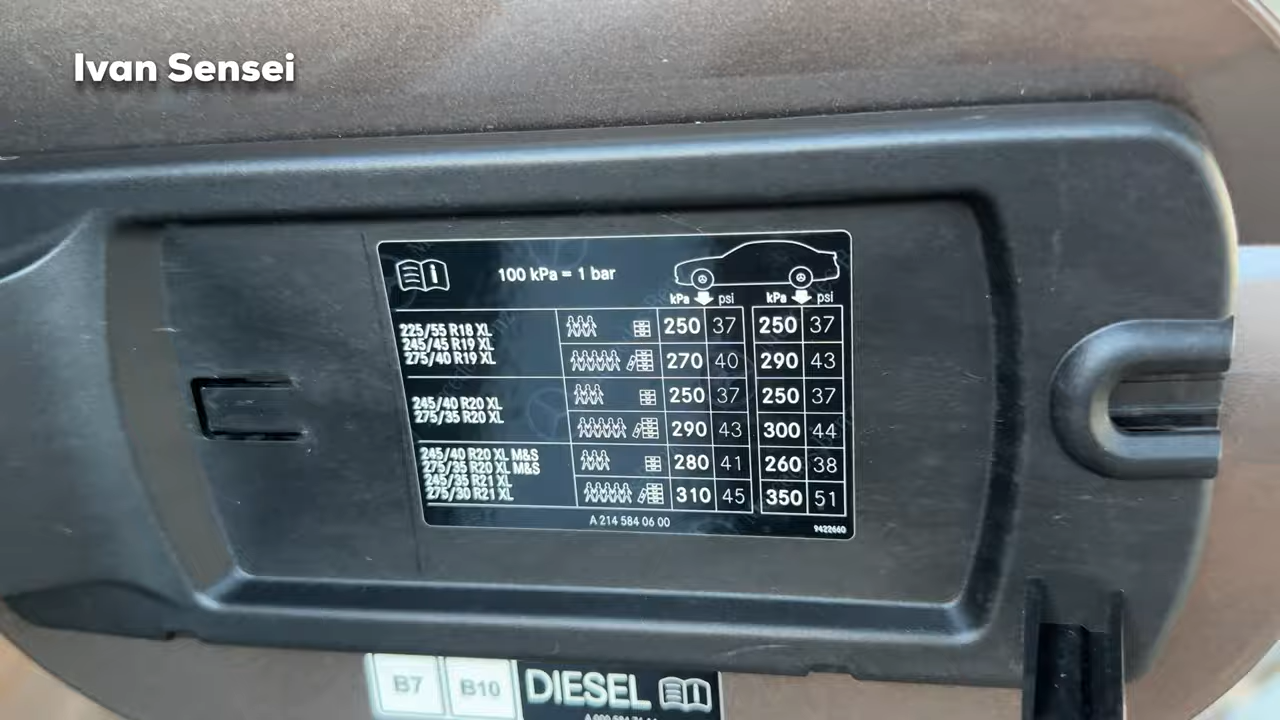 Ivan Sensei
100 kPa = 1 bar
kPa psi kPa psi
225/55 R18 XL
245/45 R19 XL
275/40 R19 XL
250 37 250 37
270 40 290 43
245/40 R20 XL
275/35 R20 XL
250 37 250 37
290 43 300 44
245/40 R20 XL M&S
275/35 R20 XL M&S
245/35 R21 XL
275/30 R21 XL
280 41 260 38
310 45 350 51
A 214 584 06 00
9422660
B7 B10 DIESEL